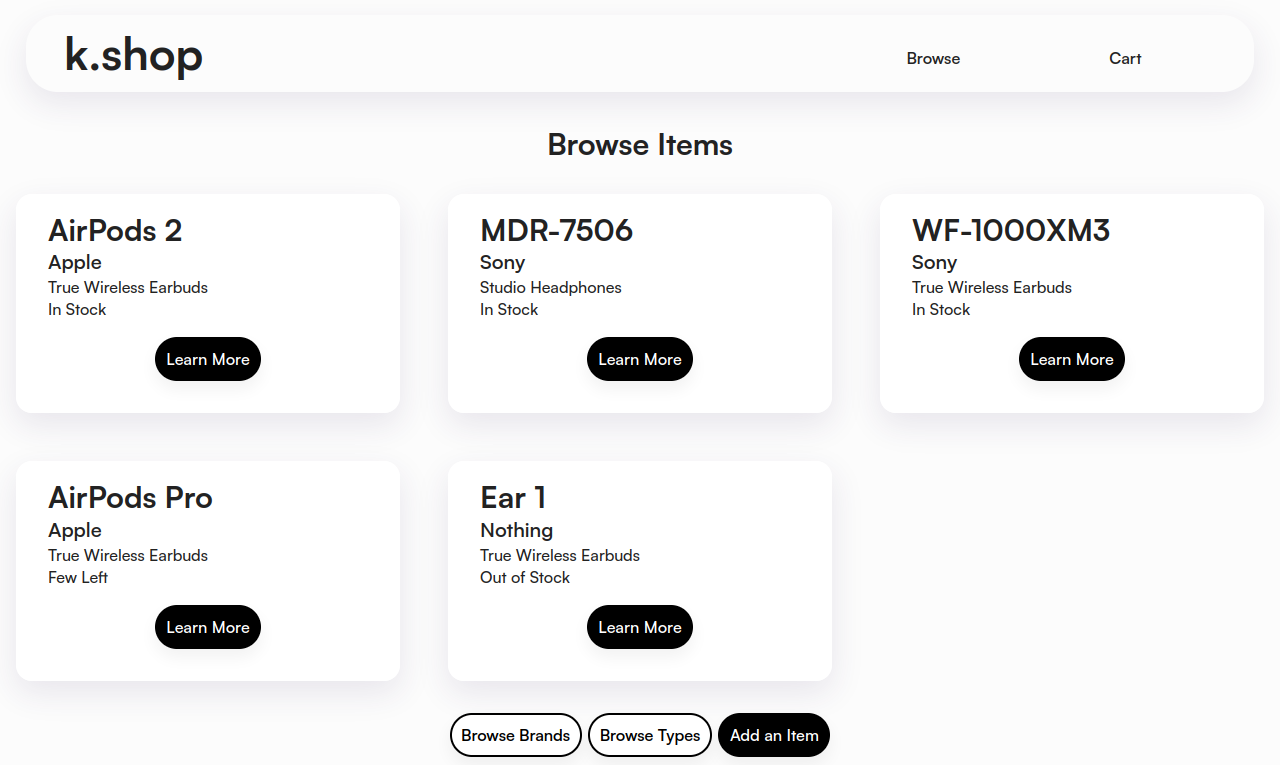 k.shop
Browse
Cart
Browse Items
AirPods 2
Apple
True Wireless Earbuds
In Stock
Learn More
MDR-7506
Sony
Studio Headphones
In Stock
Learn More
WF-1000XM3
Sony
True Wireless Earbuds
In Stock
Learn More
AirPods Pro
Apple
True Wireless Earbuds
Few Left
Learn More
Ear 1
Nothing
True Wireless Earbuds
Out of Stock
Learn More
Browse Brands
Browse Types
Add an Item